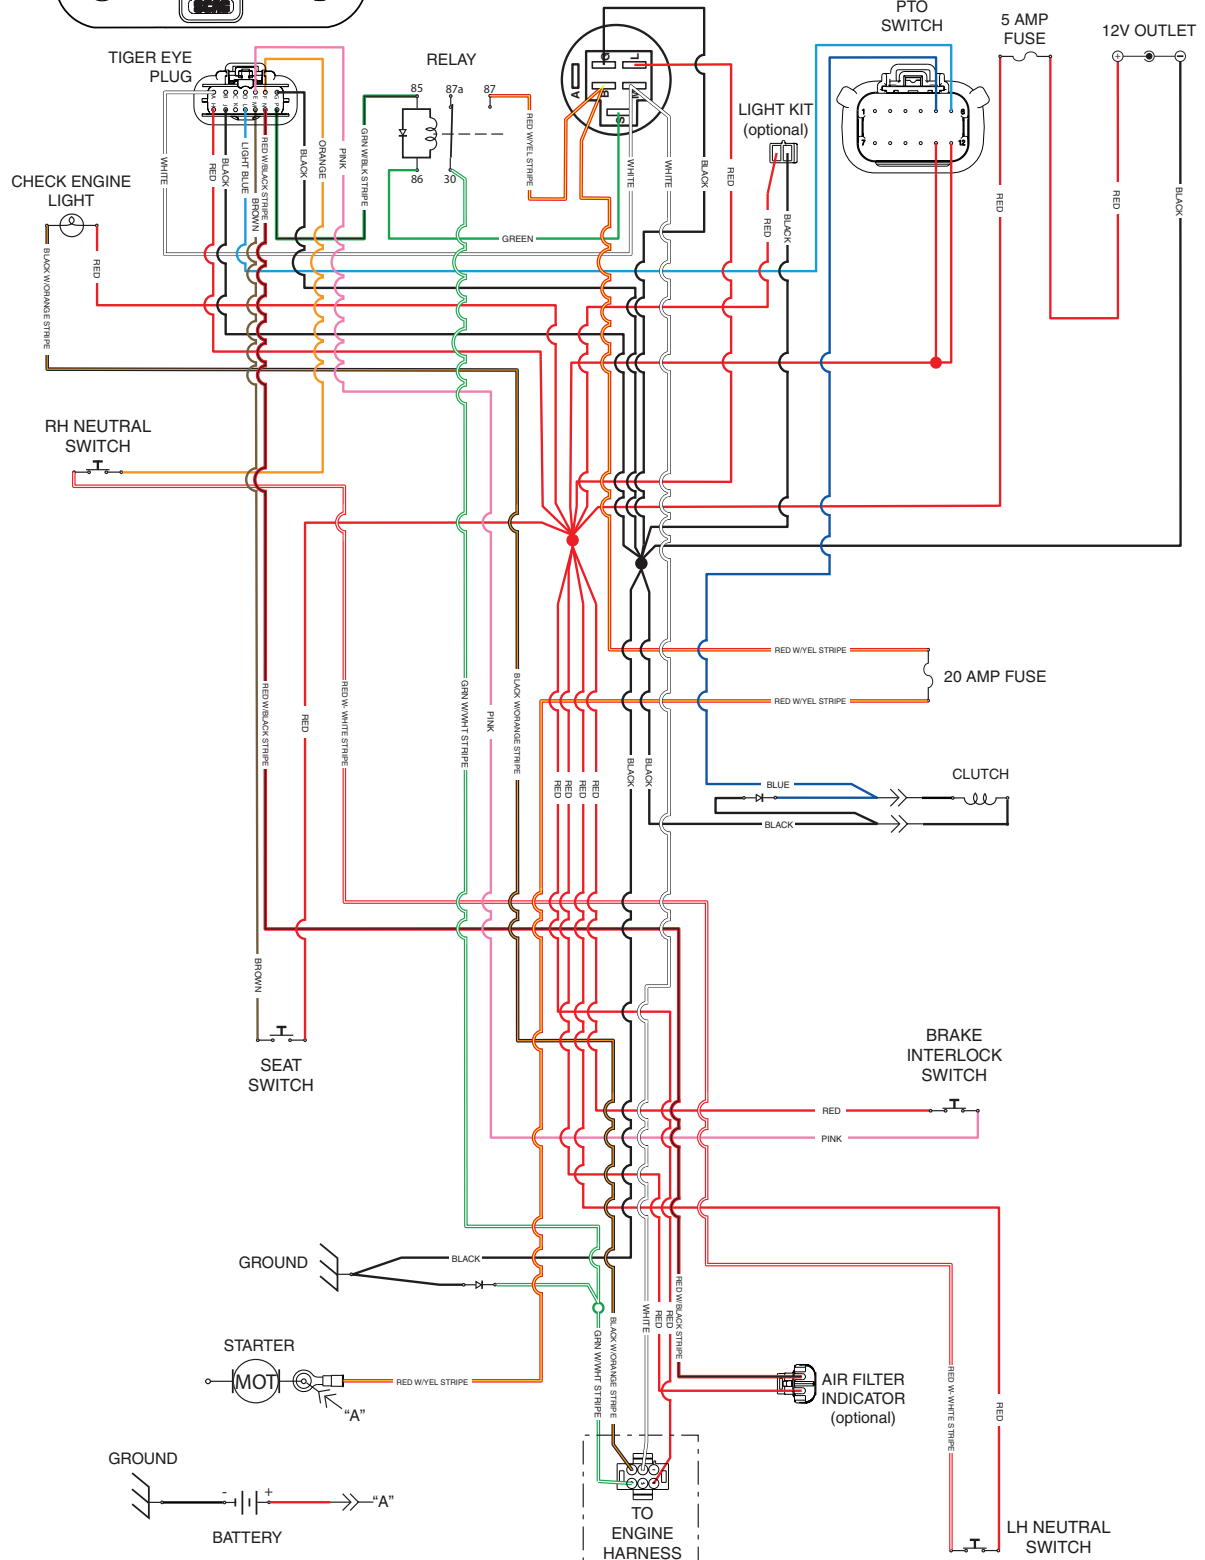 PTO
SWITCH
5 AMP
FUSE
12V OUTLET
TIGER EYE
PLUG
RELAY
85
87a
87
86
30
A
G
L
B
M
S
LIGHT KIT
(optional)
1
6
7
12
CHECK ENGINE
LIGHT
WHITE
RED
BLACK
LIGHT BLUE
BROWN
RED W/BLACK STRIPE
BLACK
ORANGE
PINK
GRN W/BLK STRIPE
RED W/YEL STRIPE
GREEN
WHITE
WHITE
BLACK
RED
RED
BLACK
RED
RED
BLACK
BLACK W/ORANGE STRIPE
RED
RH NEUTRAL
SWITCH
RED W/YEL STRIPE
20 AMP FUSE
RED W/YEL STRIPE
RED W/BLACK STRIPE
RED
RED W- WHITE STRIPE
GRN W/WHT STRIPE
PINK
BLACK W/ORANGE STRIPE
RED
RED
RED
RED
BLACK
BLACK
BLUE
CLUTCH
BLACK
BROWN
SEAT
SWITCH
BRAKE
INTERLOCK
SWITCH
RED
PINK
GROUND
BLACK
STARTER
MOT
RED W/YEL STRIPE
"A"
GRN W/WHT STRIPE
BLACK W/ORANGE STRIPE
WHITE
RED
RED
RED W/BLACK STRIPE
AIR FILTER
INDICATOR
(optional)
RED W- WHITE STRIPE
RED
GROUND
-
+
"A"
BATTERY
TO
ENGINE
HARNESS
LH NEUTRAL
SWITCH